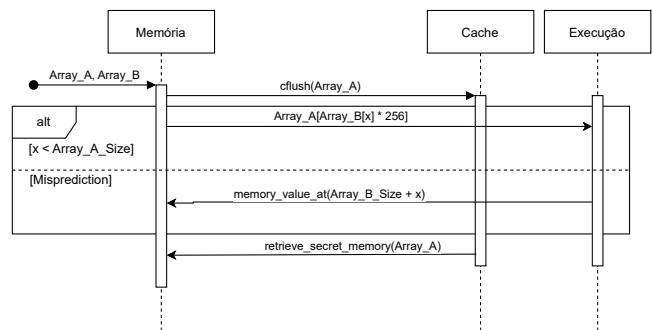 Memória
Cache
Execução
Array_A, Array_B
cflush(Array_A)
alt
Array_A[Array_B[x] * 256]
[x < Array_A_Size]
[Misprediction]
memory_value_at(Array_B_Size + x)
retrieve_secret_memory(Array_A)